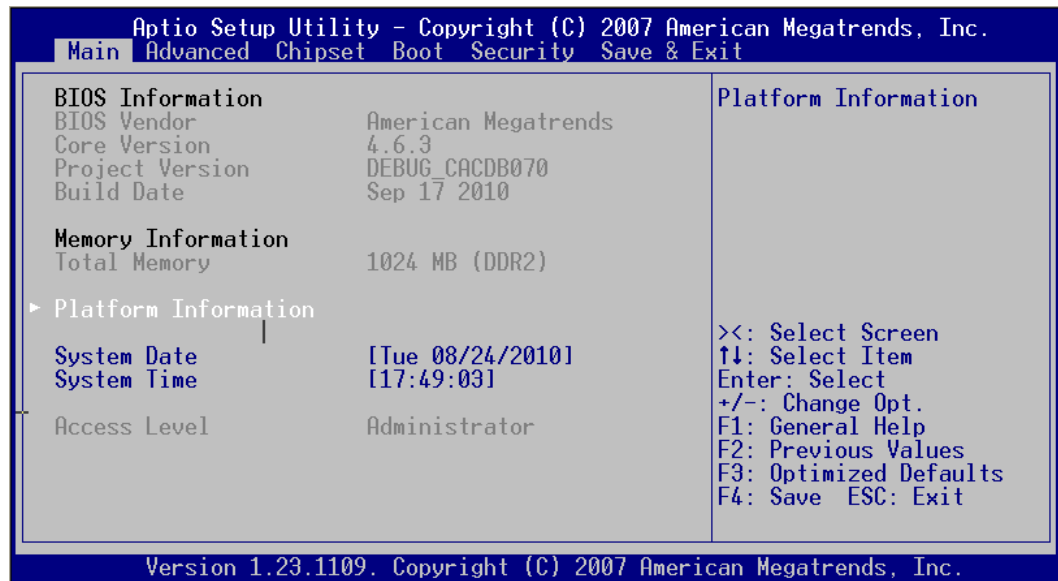 Aptio Setup Utility – Copyright (C) 2007 American Megatrends, Inc.
Main Advanced Chipset Boot Security Save & Exit
BIOS Information
BIOS Vendor American Megatrends
Core Version 4.6.3
Project Version DEBUG_CACDB070
Build Date Sep 17 2010
Memory Information
Total Memory 1024 MB (DDR2)
► Platform Information
System Date [Tue 08/24/2010]
System Time [17:49:03]
Access Level Administrator
Platform Information
><: Select Screen
↑↓: Select Item
Enter: Select
+/-: Change Opt.
F1: General Help
F2: Previous Values
F3: Optimized Defaults
F4: Save ESC: Exit
Version 1.23.1109. Copyright (C) 2007 American Megatrends, Inc.